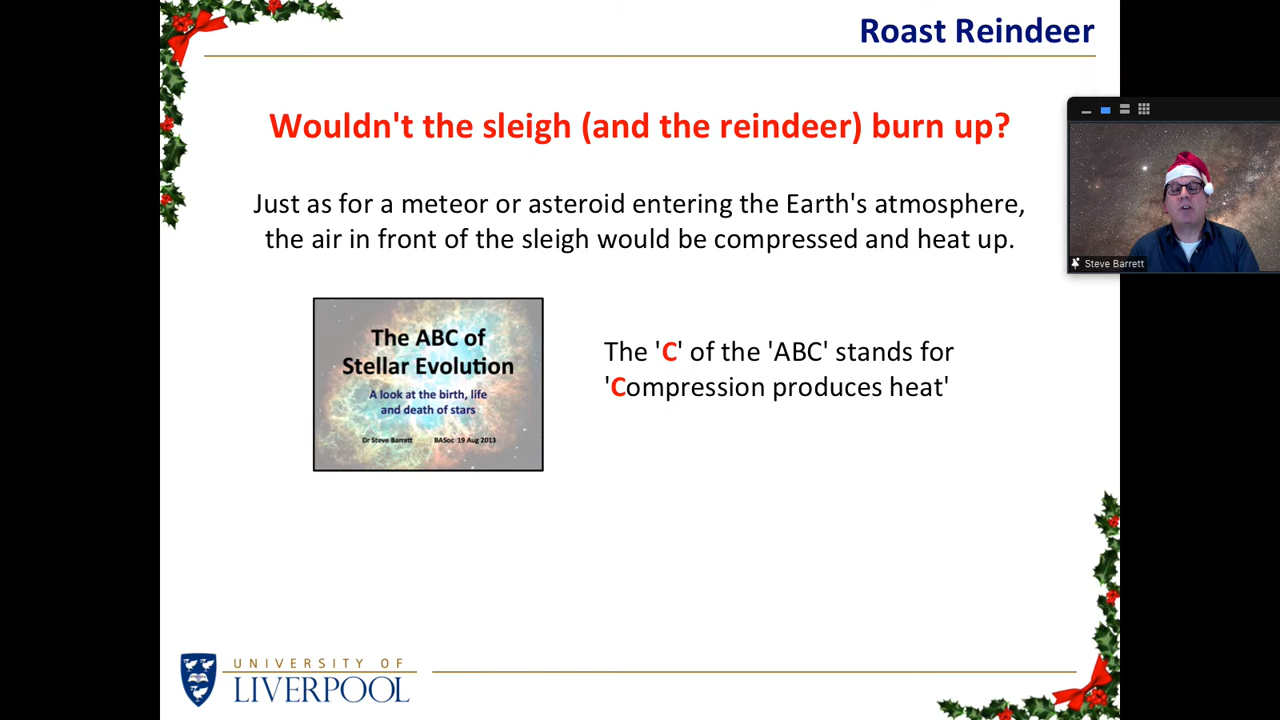 Roast Reindeer
Wouldn't the sleigh (and the reindeer) burn up?
Just as for a meteor or asteroid entering the Earth's atmosphere,
the air in front of the sleigh would be compressed and heat up.
The ABC of
Stellar Evolution
A look at the birth, life
and death of stars
Dr Steve Barrett BASoc 19 Aug 2013
The 'C' of the 'ABC' stands for
'Compression produces heat'
Steve Barrett
UNIVERSITY OF
LIVERPOOL